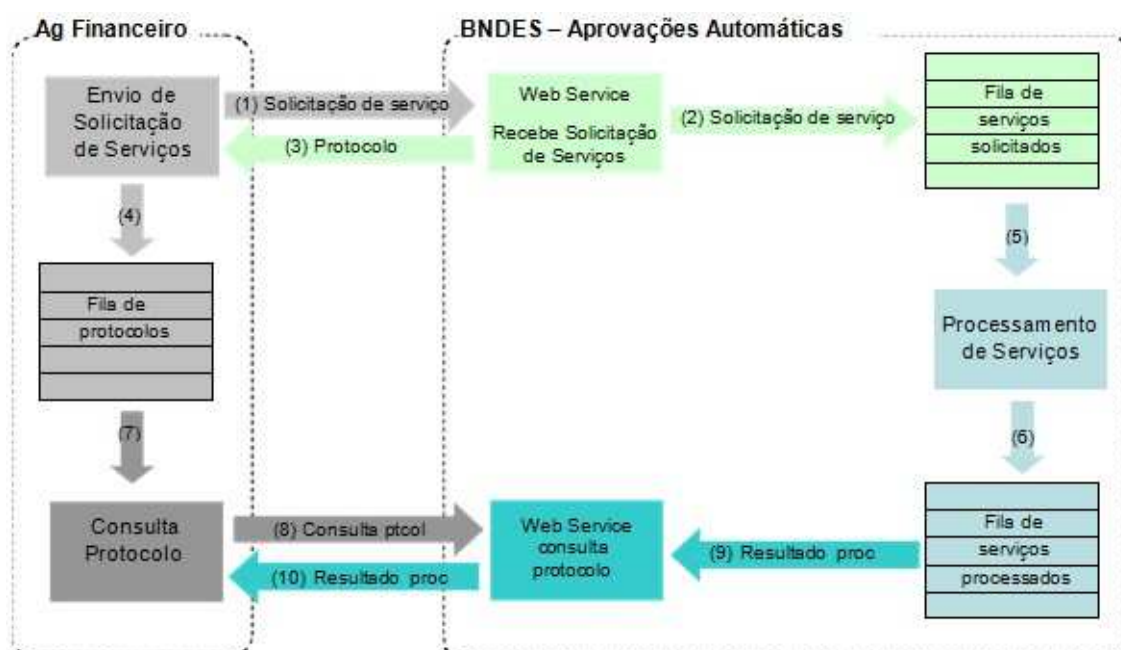 Ag Financeiro
BNDES – Aprovações Automáticas
Envio de
Solicitação
de Serviços
(1) Solicitação de serviço
(3) Protocolo
Web Service
Recebe Solicitação
de Serviços
(2) Solicitação de serviço
Fila de
serviços
solicitados
(4)
(5)
Fila de
protocolos
Processamento
de Serviços
(7)
(6)
Consulta
Protocolo
(8) Consulta ptcol
(10) Resultado proc
Web Service
consulta
protocolo
(9) Resultado proc
Fila de
serviços
processados